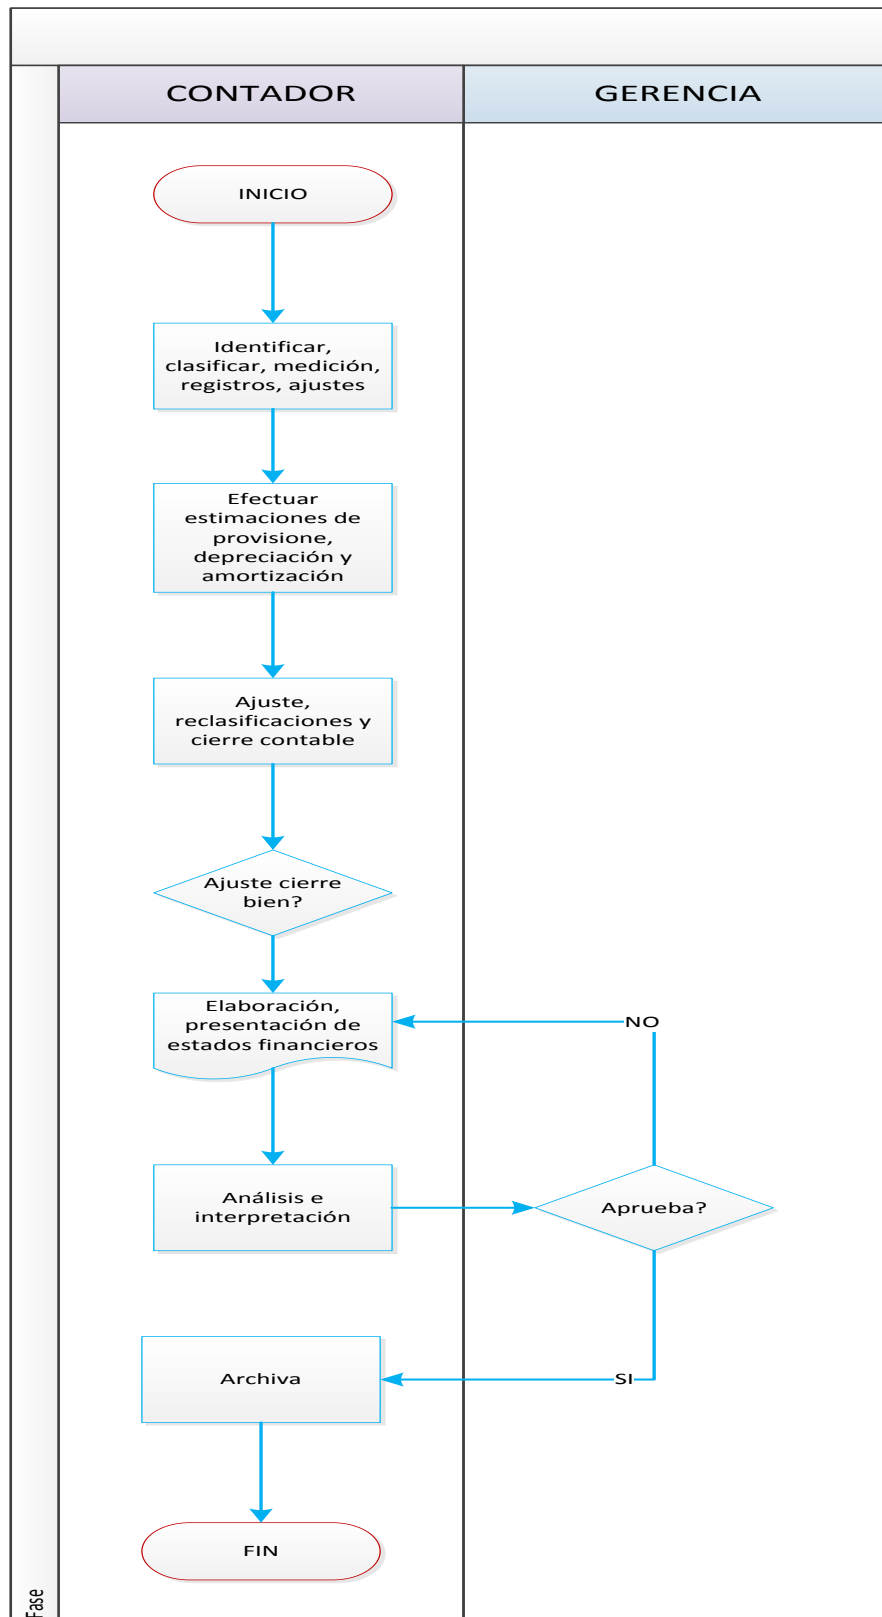 CONTADOR
GERENCIA
INICIO
Identificar,
clasificar, medición,
registros, ajustes
Efectuar
estimaciones de
provisione,
depreciación y
amortización
Ajuste,
reclasificaciones y
cierre contable
Ajuste cierre
bien?
Elaboración,
presentación de
estados financieros
NO
Análisis e
interpretación
Aprueba?
Archiva
SI
FIN
Fase